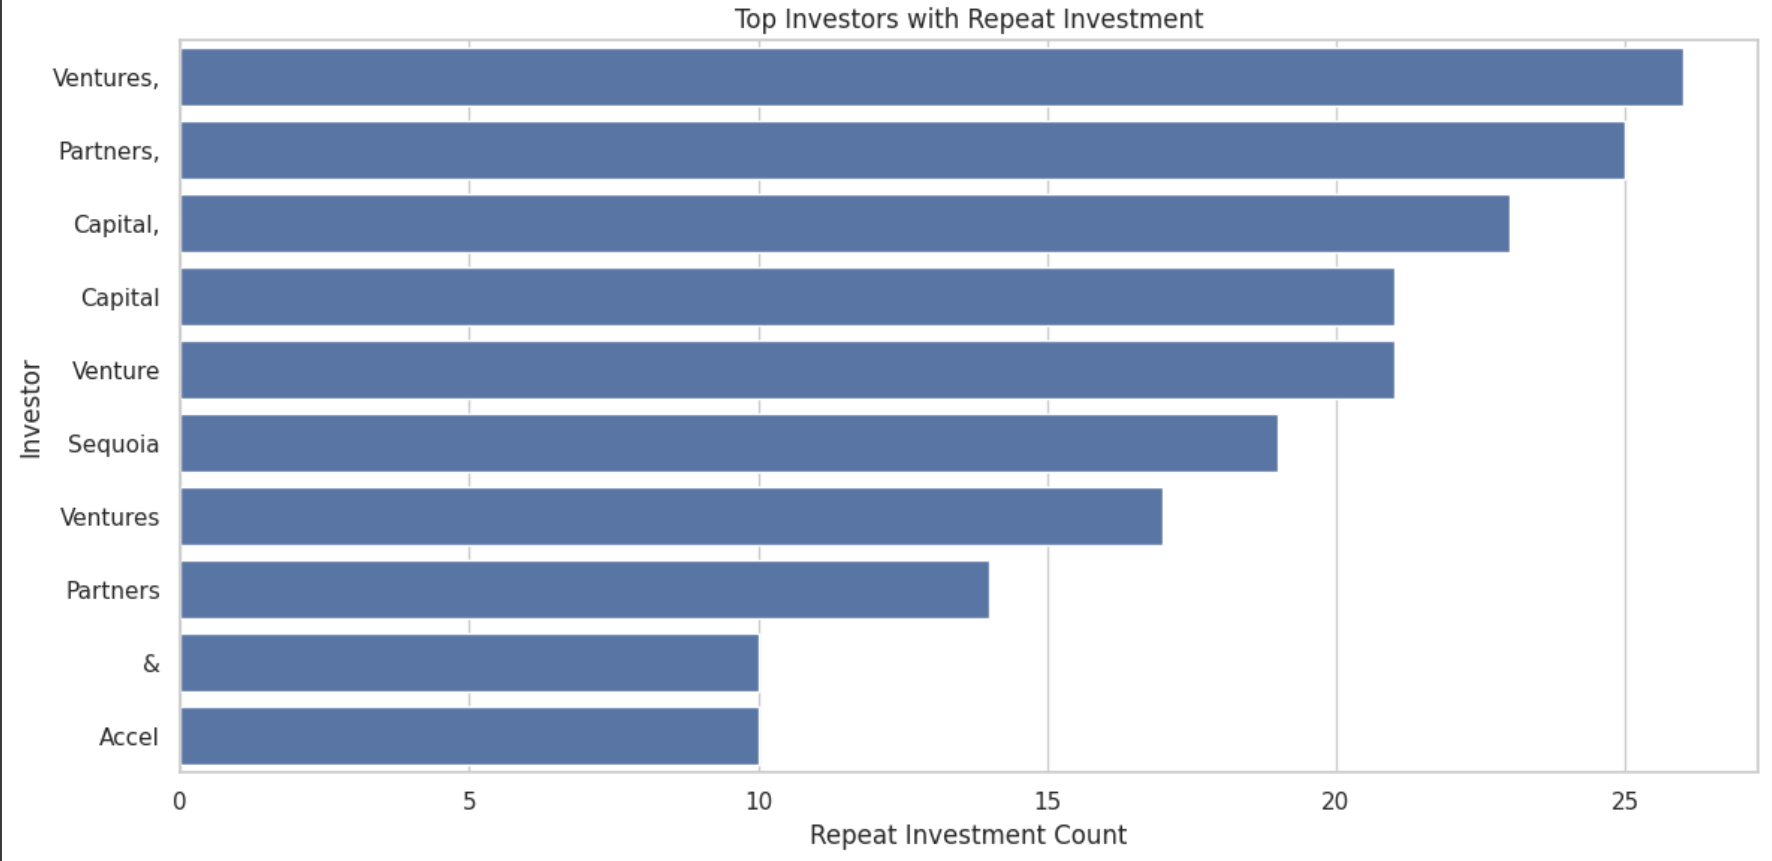 Top Investors with Repeat Investment
Ventures,
Partners,
Capital,
Capital
Venture
Sequoia
Ventures
Partners
&
Accel
Investor
0 5 10 15 20 25
Repeat Investment Count